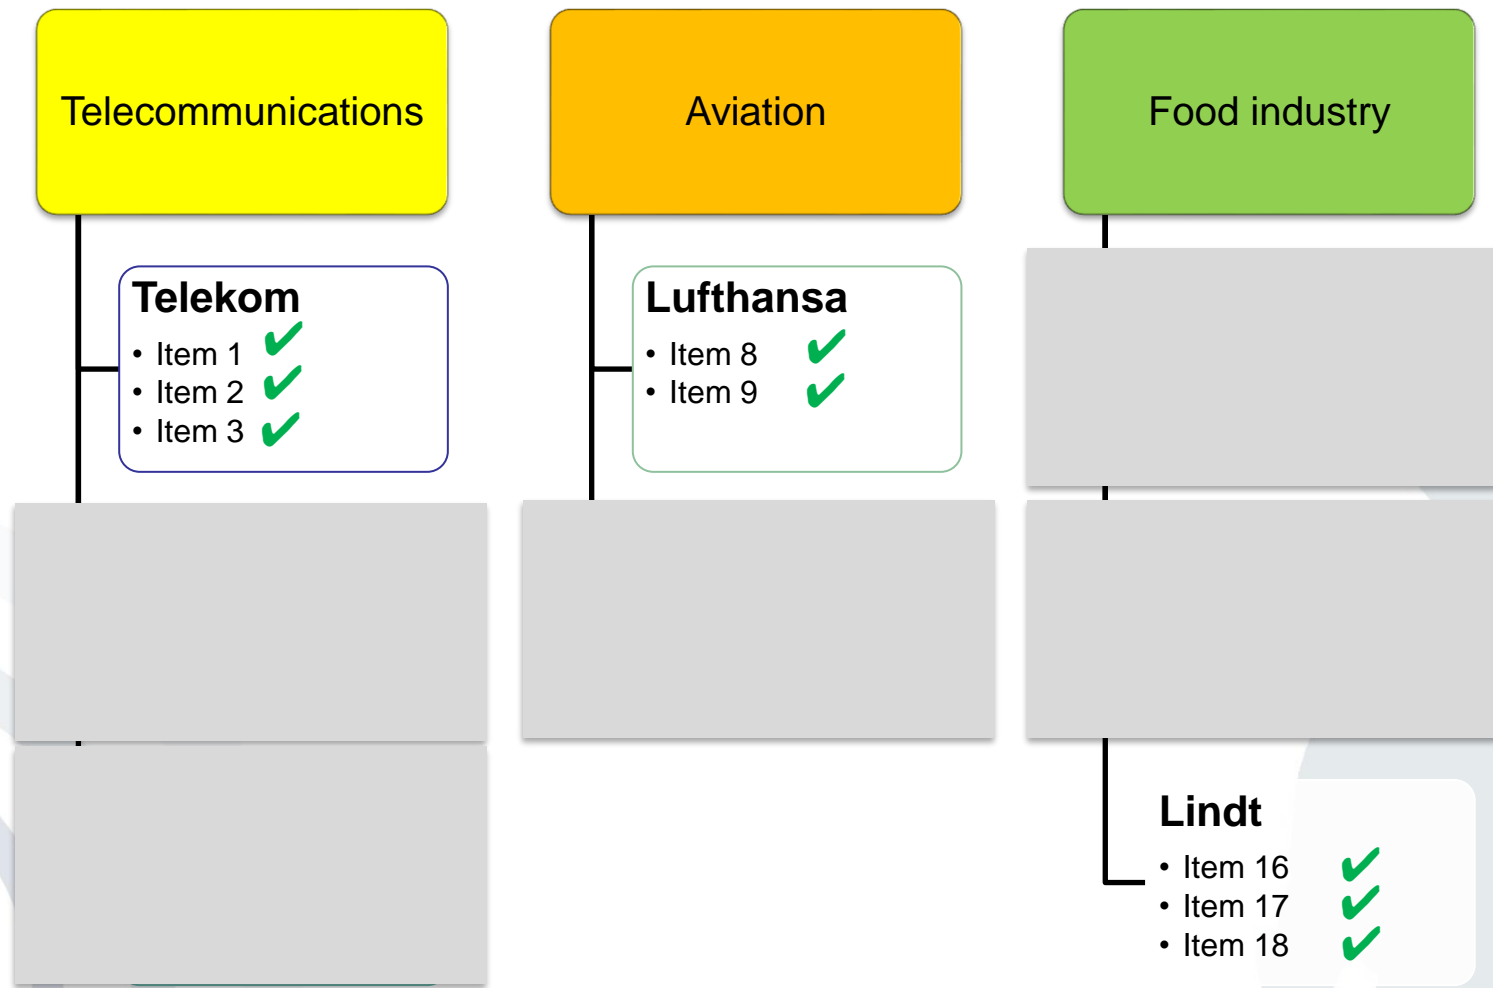 Telecommunications
Telekom
• Item 1 ✔
• Item 2 ✔
• Item 3 ✔
Aviation
Lufthansa
• Item 8 ✔
• Item 9 ✔
Food industry
Lindt
• Item 16 ✔
• Item 17 ✔
• Item 18 ✔